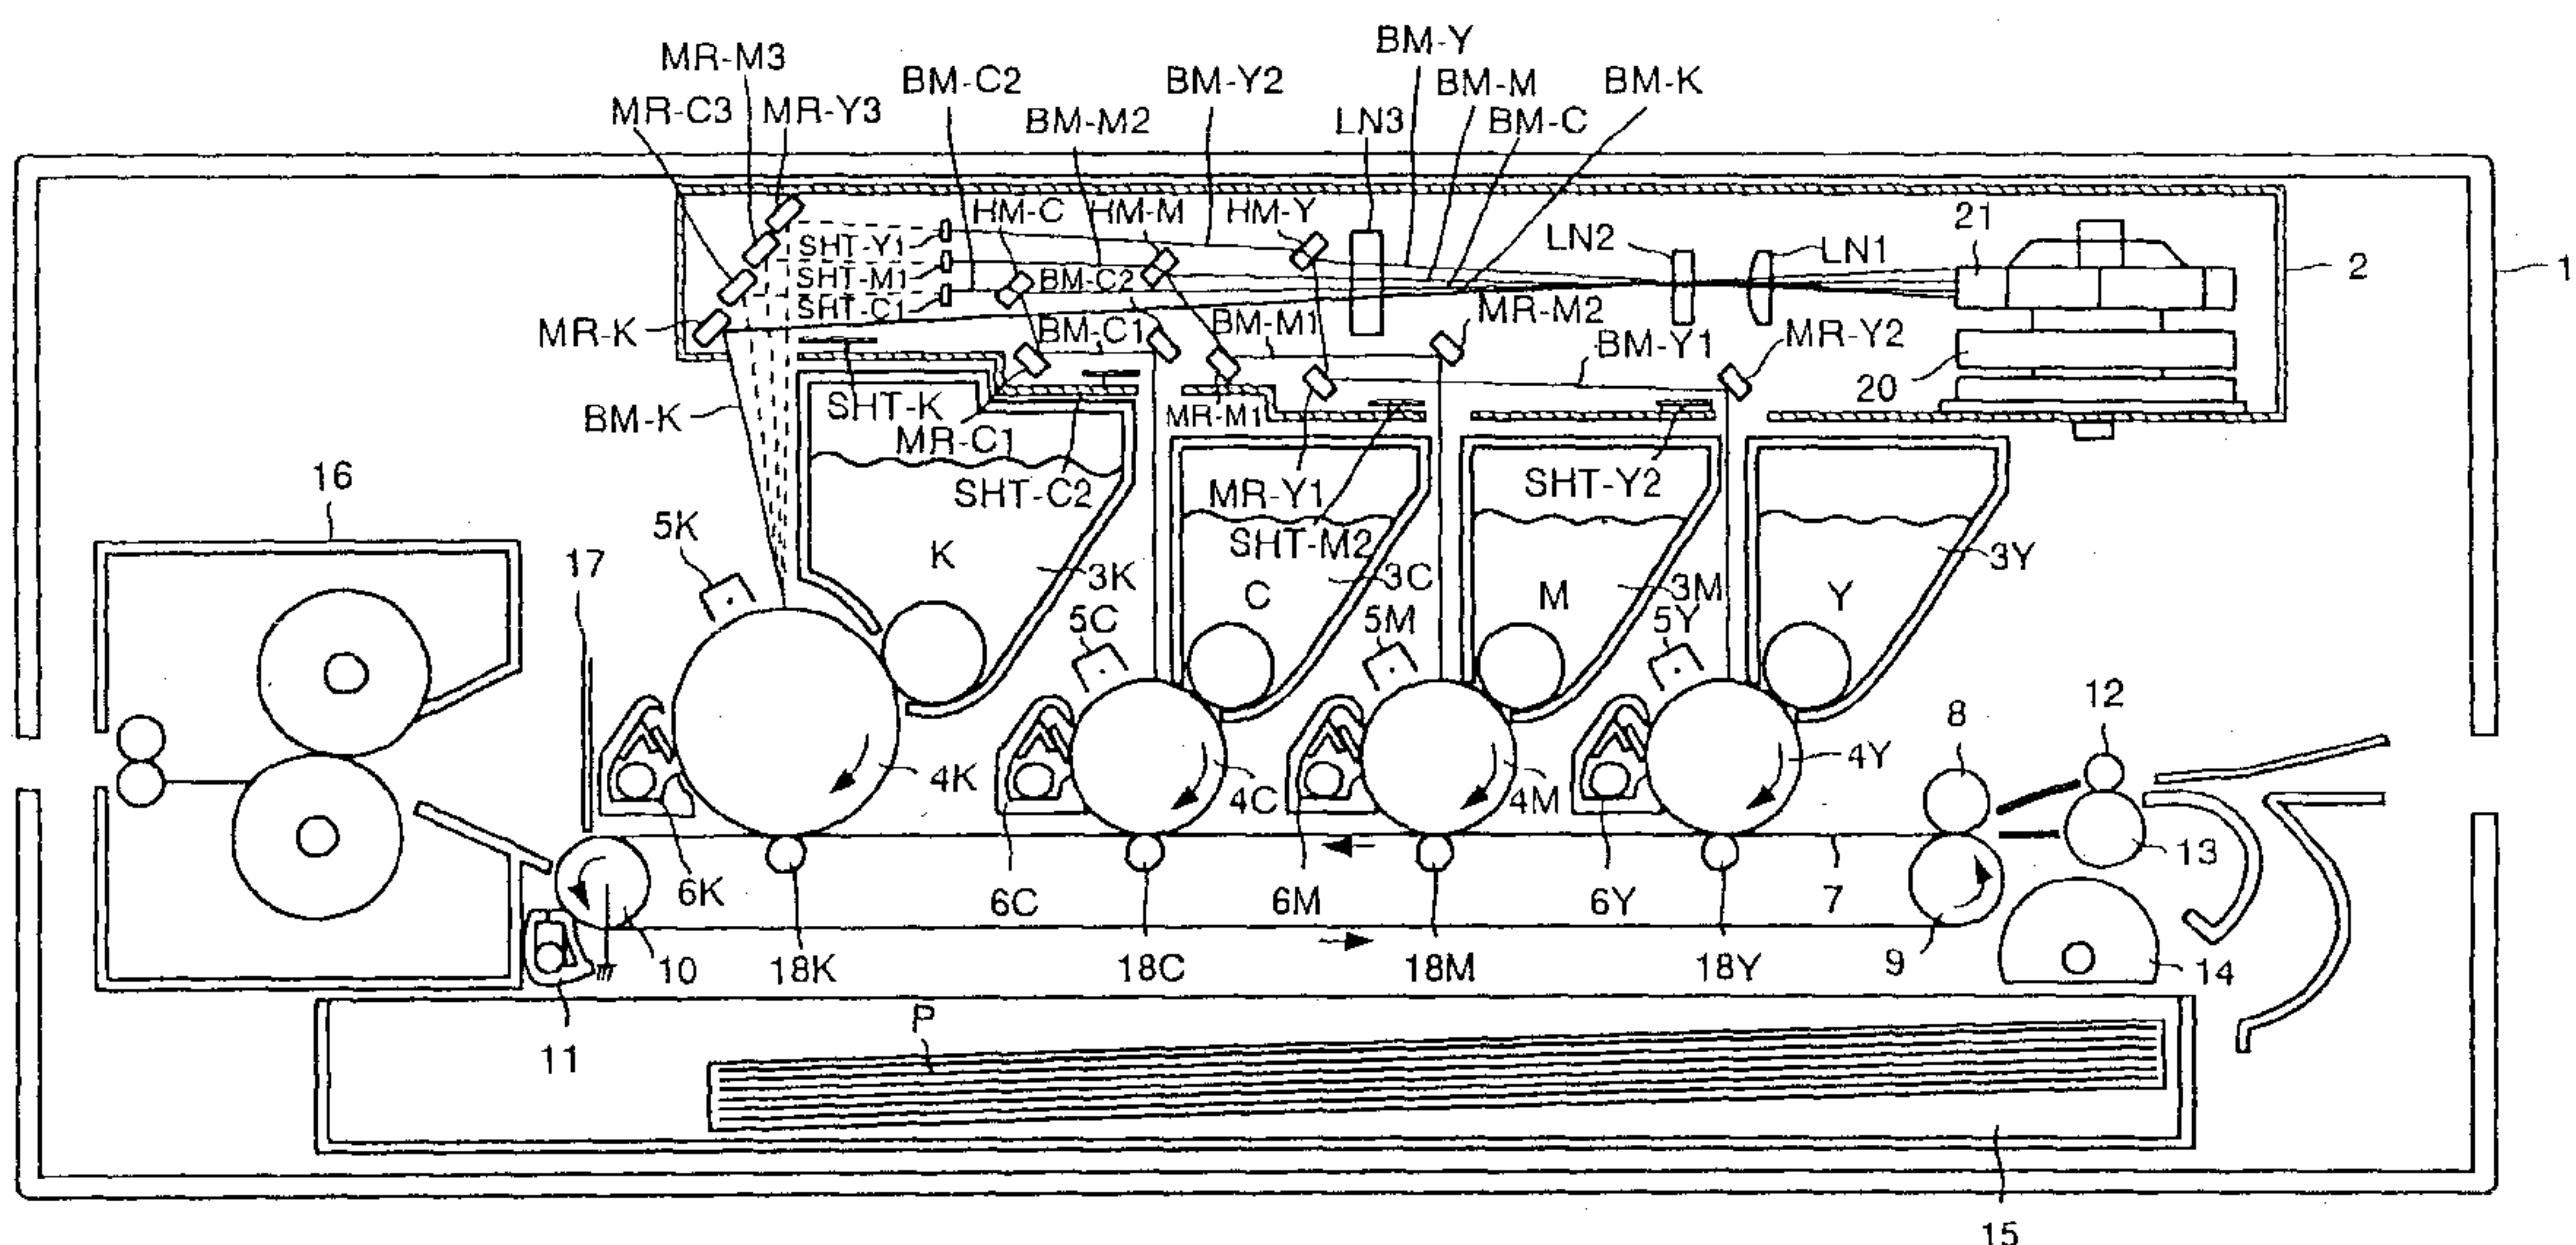 BM-Y
MR-M3
BM-C2
BM-Y2
BM-M
BM-K
MR-C3
MR-Y3
BM-M2
LN3
BM-C
HM-C
HM-M
HM-Y
21
SHT-Y1
LN2
LN1
SHT-M1
BM-C2
2
1
SHT-C1
MR-K
BM-C1
BM-M1
MR-M2
BM-Y1
MR-Y2
20
BM-K
SHT-K
MR-C1
MR-M1
16
SHT-C2
MR-Y1
SHT-Y2
5K
17
K
3K
SHT-M2
3C
3M
3Y
C
M
Y
5C
5M
5Y
8
12
4K
4C
4M
4Y
13
6K
6C
6M
6Y
7
10
18K
18C
18M
18Y
9
14
11
P
15